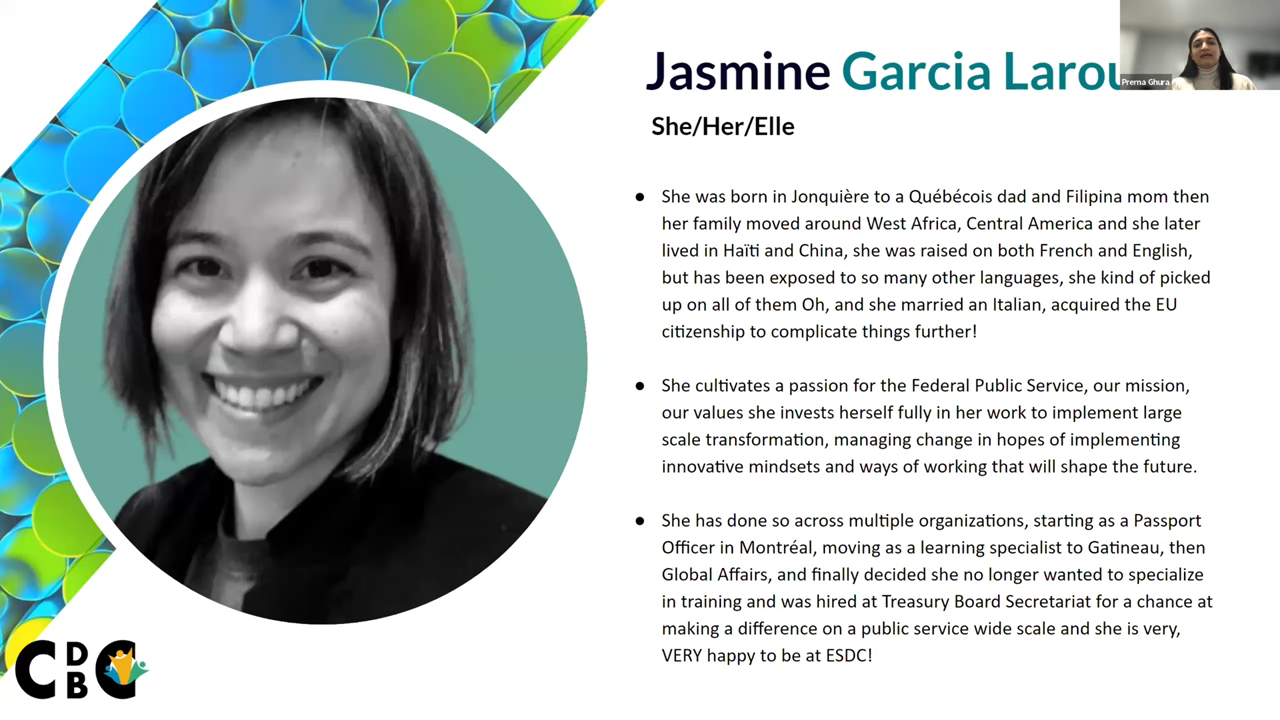 Jasmine Garcia
She/Her/Elle
Prerna Ghura
● She was born in Jonquière to a Québécois dad and Filipina mom then
her family moved around West Africa, Central America and she later
lived in Haïti and China, she was raised on both French and English,
but has been exposed to so many other languages, she kind of picked
up on all of them Oh, and she married an Italian, acquired the EU
citizenship to complicate things further!
● She cultivates a passion for the Federal Public Service, our mission,
our values she invests herself fully in her work to implement large
scale transformation, managing change in hopes of implementing
innovative mindsets and ways of working that will shape the future.
● She has done so across multiple organizations, starting as a Passport
Officer in Montréal, moving as a learning specialist to Gatineau, then
Global Affairs, and finally decided she no longer wanted to specialize
in training and was hired at Treasury Board Secretariat for a chance at
making a difference on a public service wide scale and she is very,
VERY happy to be at ESDC!
CDBC